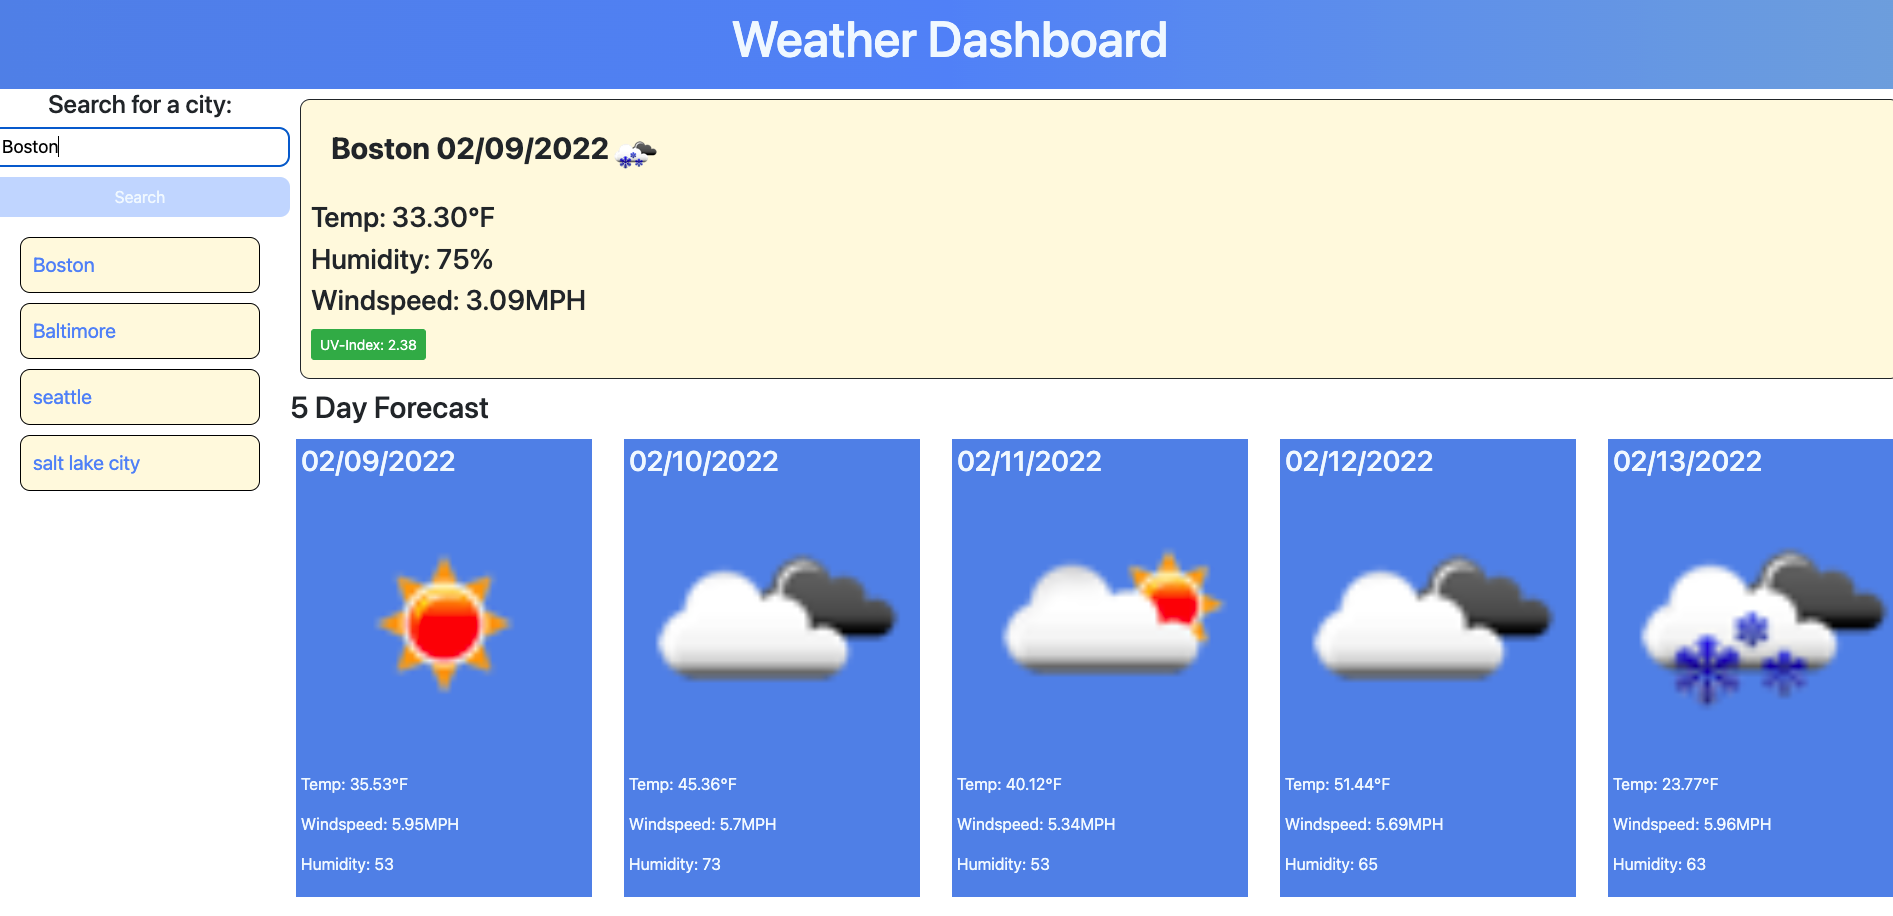 Weather Dashboard
Search for a city:
Boston
Search
Boston
Baltimore
seattle
salt lake city
Boston 02/09/2022
Temp: 33.30°F
Humidity: 75%
Windspeed: 3.09MPH
UV-Index: 2.38
5 Day Forecast
02/09/2022
Temp: 35.53°F
Windspeed: 5.95MPH
Humidity: 53
02/10/2022
Temp: 45.36°F
Windspeed: 5.7MPH
Humidity: 73
02/11/2022
Temp: 40.12°F
Windspeed: 5.34MPH
Humidity: 53
02/12/2022
Temp: 51.44°F
Windspeed: 5.69MPH
Humidity: 65
02/13/2022
Temp: 23.77°F
Windspeed: 5.96MPH
Humidity: 63